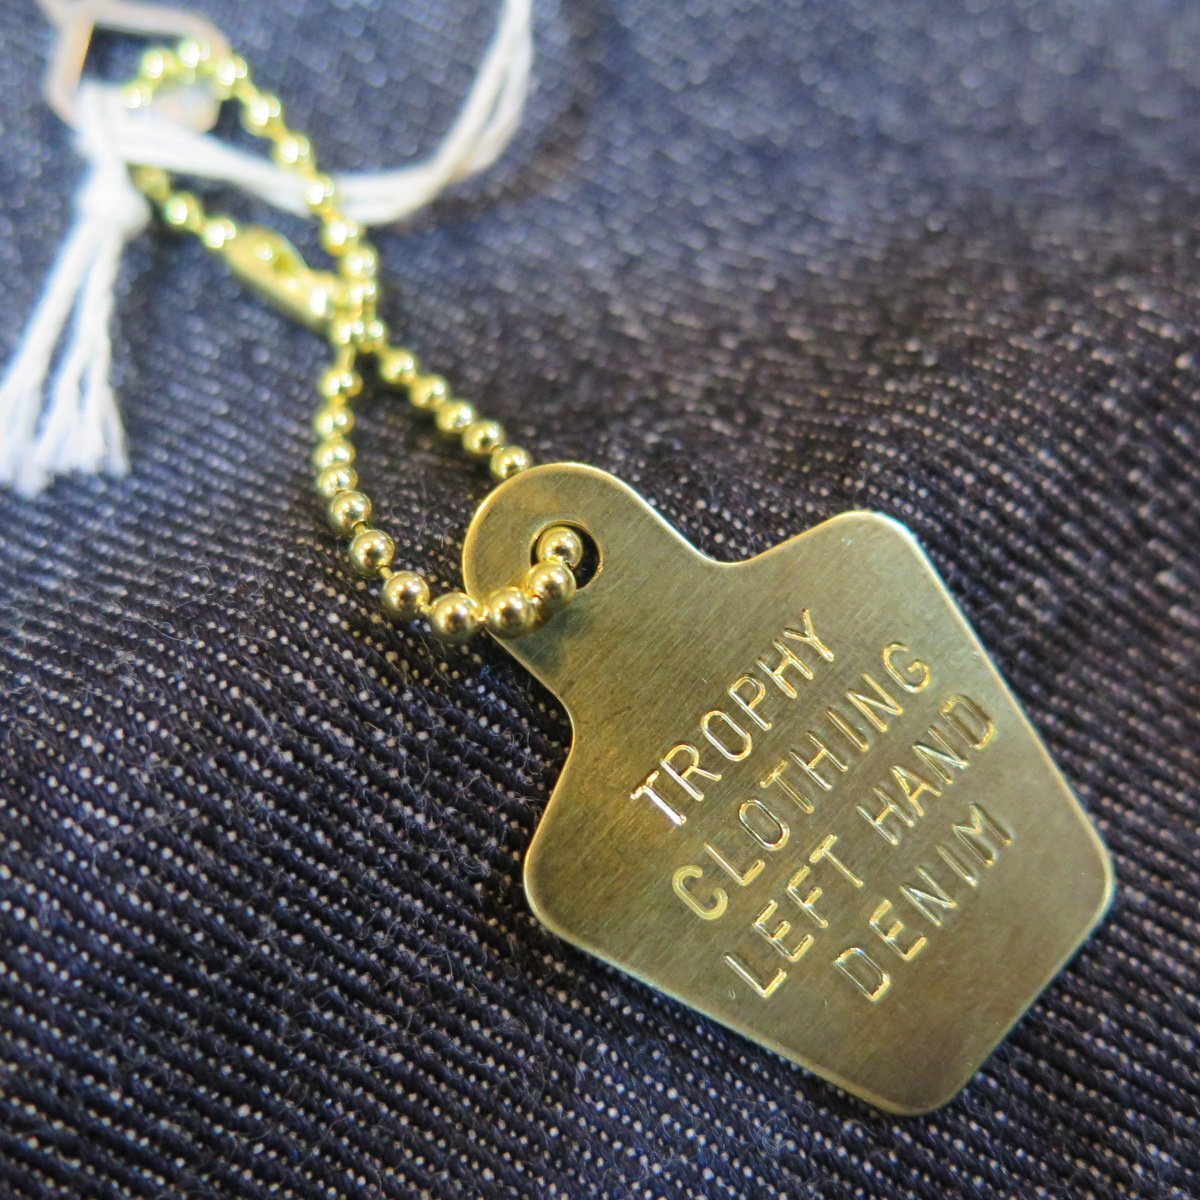 TROPHY
CLOTHING
LEFT HAND
DENIM